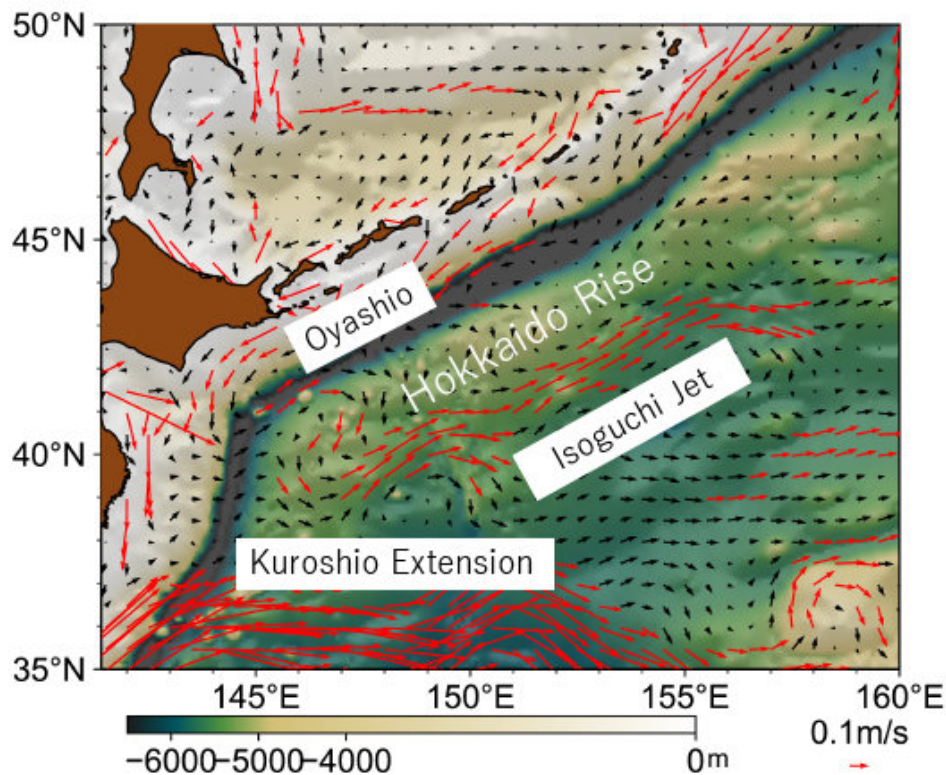 50°N
45°N
40°N
35°N
Oyashio
Hokkaido Rise
Isoguchi Jet
Kuroshio Extension
145°E 150°E 155°E 160°E
−6000−5000−4000 0 m
0.1m/s